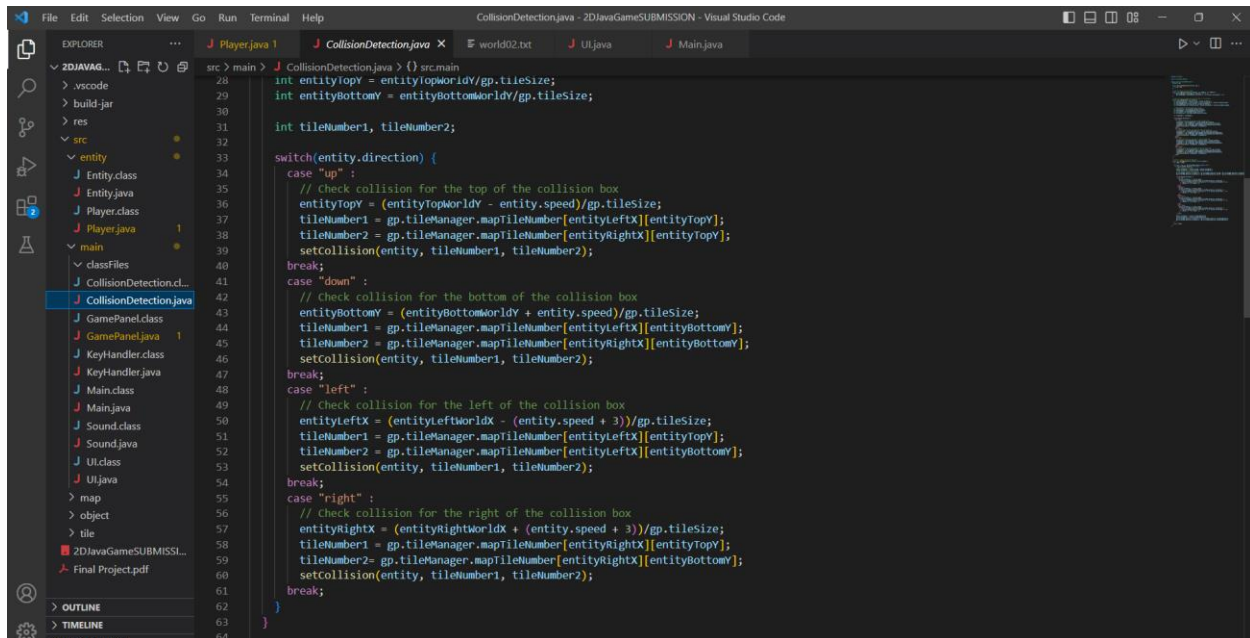 File Edit Selection View Go Run Terminal Help
CollisionDetection.java - 2DJavaGameSUBMISSION - Visual Studio Code
EXPLORER
2DJAVAG...
> .vscode
> build-jar
> res
src
entity
J Entity.class
J Entity.java
J Player.class
J Player.java 1
main
classFiles
J CollisionDetection.cl...
J CollisionDetection.java
J GamePanel.class
J GamePanel.java 1
J KeyHandler.class
J KeyHandler.java
J Main.class
J Main.java
J Sound.class
J Sound.java
J UI.class
J UI.java
> map
> object
> tile
2DJavaGameSUBMISSI...
Final Project.pdf
> OUTLINE
> TIMELINE
2
J Player.java 1 J CollisionDetection.java X world02.txt J UI.java J Main.java
src > main > J CollisionDetection.java > {} src.main
28 int entityTopY = entityTopWorldY/gp.tileSize;
29 int entityBottomY = entityBottomWorldY/gp.tileSize;
30
31 int tileNumber1, tileNumber2;
32
33 switch(entity.direction) {
34 case "up" :
35 // Check collision for the top of the collision box
36 entityTopY = (entityTopWorldY - entity.speed)/gp.tileSize;
37 tileNumber1 = gp.tileManager.mapTileNumber[entityLeftX][entityTopY];
38 tileNumber2 = gp.tileManager.mapTileNumber[entityRightX][entityTopY];
39 setCollision(entity, tileNumber1, tileNumber2);
40 break;
41 case "down" :
42 // Check collision for the bottom of the collision box
43 entityBottomY = (entityBottomWorldY + entity.speed)/gp.tileSize;
44 tileNumber1 = gp.tileManager.mapTileNumber[entityLeftX][entityBottomY];
45 tileNumber2 = gp.tileManager.mapTileNumber[entityRightX][entityBottomY];
46 setCollision(entity, tileNumber1, tileNumber2);
47 break;
48 case "left" :
49 // Check collision for the left of the collision box
50 entityLeftX = (entityLeftWorldX - (entity.speed + 3))/gp.tileSize;
51 tileNumber1 = gp.tileManager.mapTileNumber[entityLeftX][entityTopY];
52 tileNumber2 = gp.tileManager.mapTileNumber[entityLeftX][entityBottomY];
53 setCollision(entity, tileNumber1, tileNumber2);
54 break;
55 case "right" :
56 // Check collision for the right of the collision box
57 entityRightX = (entityRightWorldX + (entity.speed + 3))/gp.tileSize;
58 tileNumber1 = gp.tileManager.mapTileNumber[entityRightX][entityTopY];
59 tileNumber2= gp.tileManager.mapTileNumber[entityRightX][entityBottomY];
60 setCollision(entity, tileNumber1, tileNumber2);
61 break;
62 }
63 }
64